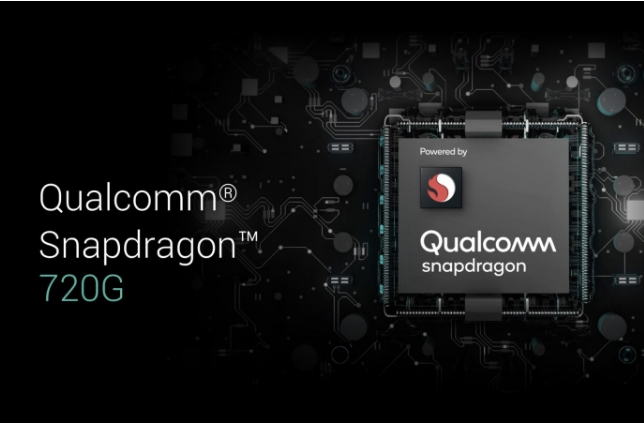 Qualcomm®
Snapdragon™
720G
Powered by
Qualcomm
snapdragon